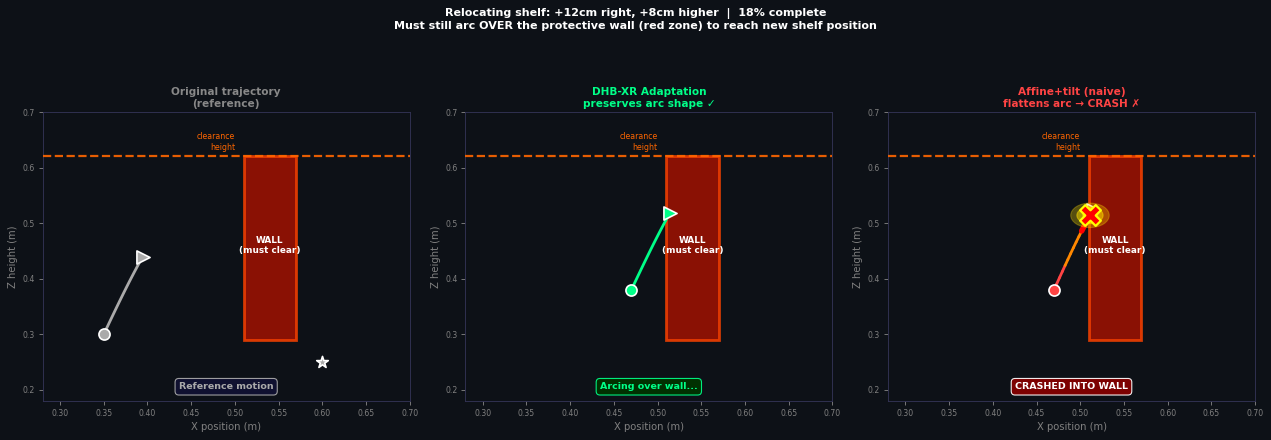 Relocating shelf: +12cm right, +8cm higher  |  18% complete
Must still arc OVER the protective wall (red zone) to reach new shelf position
Original trajectory
(reference)
0.7
0.6
0.5
0.4
0.3
0.2
Z height (m)
clearance
height
WALL
(must clear)
Reference motion
0.30 0.35 0.40 0.45 0.50 0.55 0.60 0.65 0.70
X position (m)
DHB-XR Adaptation
preserves arc shape ✓
0.7
0.6
0.5
0.4
0.3
0.2
Z height (m)
clearance
height
WALL
(must clear)
Arcing over wall...
0.30 0.35 0.40 0.45 0.50 0.55 0.60 0.65 0.70
X position (m)
Affine+tilt (naive)
flattens arc → CRASH ✗
0.7
0.6
0.5
0.4
0.3
0.2
Z height (m)
clearance
height
WALL
(must clear)
CRASHED INTO WALL
0.30 0.35 0.40 0.45 0.50 0.55 0.60 0.65 0.70
X position (m)